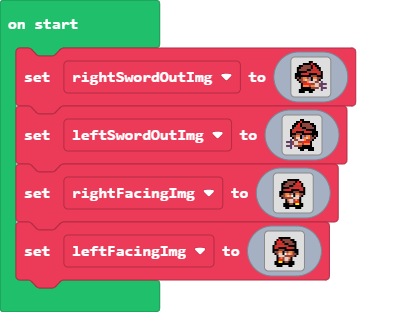 on start
set rightSwordOutImg to
set leftSwordOutImg to
set rightFacingImg to
set leftFacingImg to